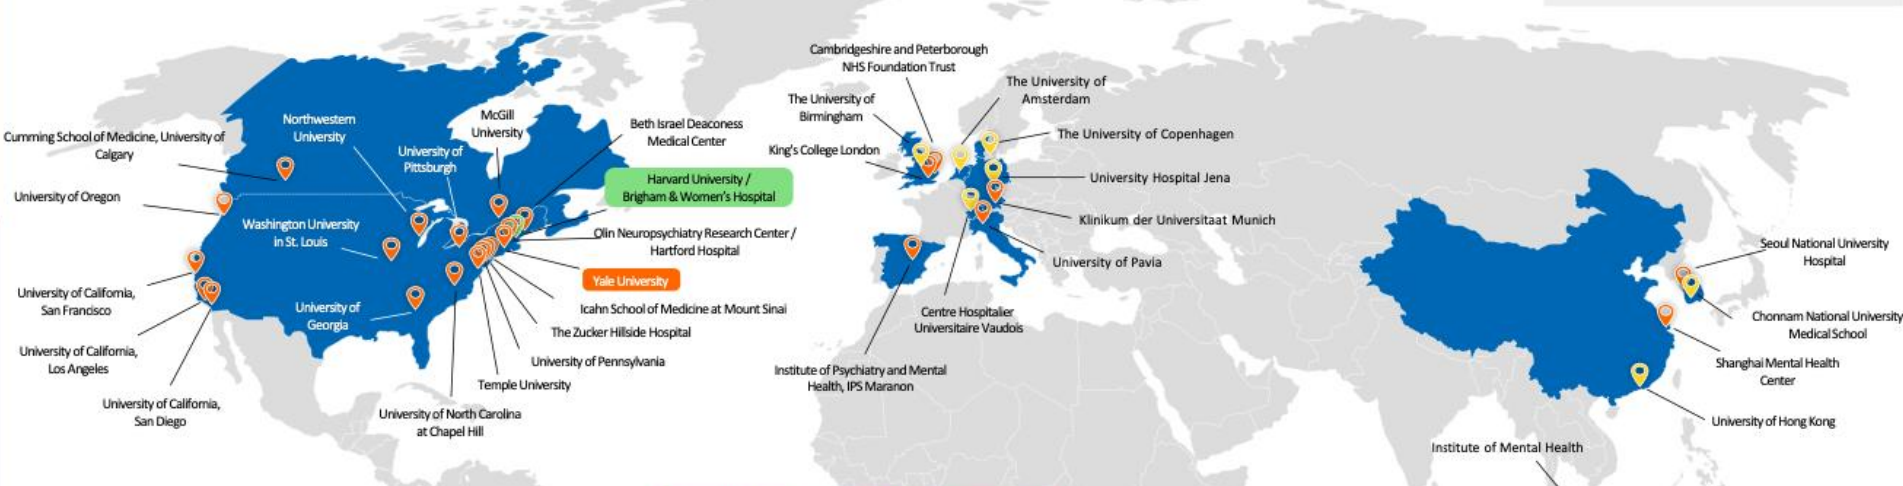 Cumming School of Medicine, University of
Calgary
University of Oregon
Northwestern
University
University of
Pittsburgh
McGill
University
Beth Israel Deaconess
Medical Center
Harvard University /
Brigham & Women's Hospital
Washington University
in St. Louis
Olin Neuropsychiatry Research Center /
Hartford Hospital
Yale University
University of California,
San Francisco
University of
Georgia
Icahn School of Medicine at Mount Sinai
The Zucker Hillside Hospital
University of California,
Los Angeles
University of Pennsylvania
Temple University
University of California,
San Diego
University of North Carolina
at Chapel Hill
Cambridgeshire and Peterborough
NHS Foundation Trust
The University of
Amsterdam
The University of
Birmingham
The University of Copenhagen
King's College London
University Hospital Jena
Klinikum der Universitaat Munich
University of Pavia
Centre Hospitalier
Universitaire Vaudois
Institute of Psychiatry and Mental
Health, IPS Maranon
Seoul National University
Hospital
Chonnam National University
Medical School
Shanghai Mental Health
Center
University of Hong Kong
Institute of Mental Health